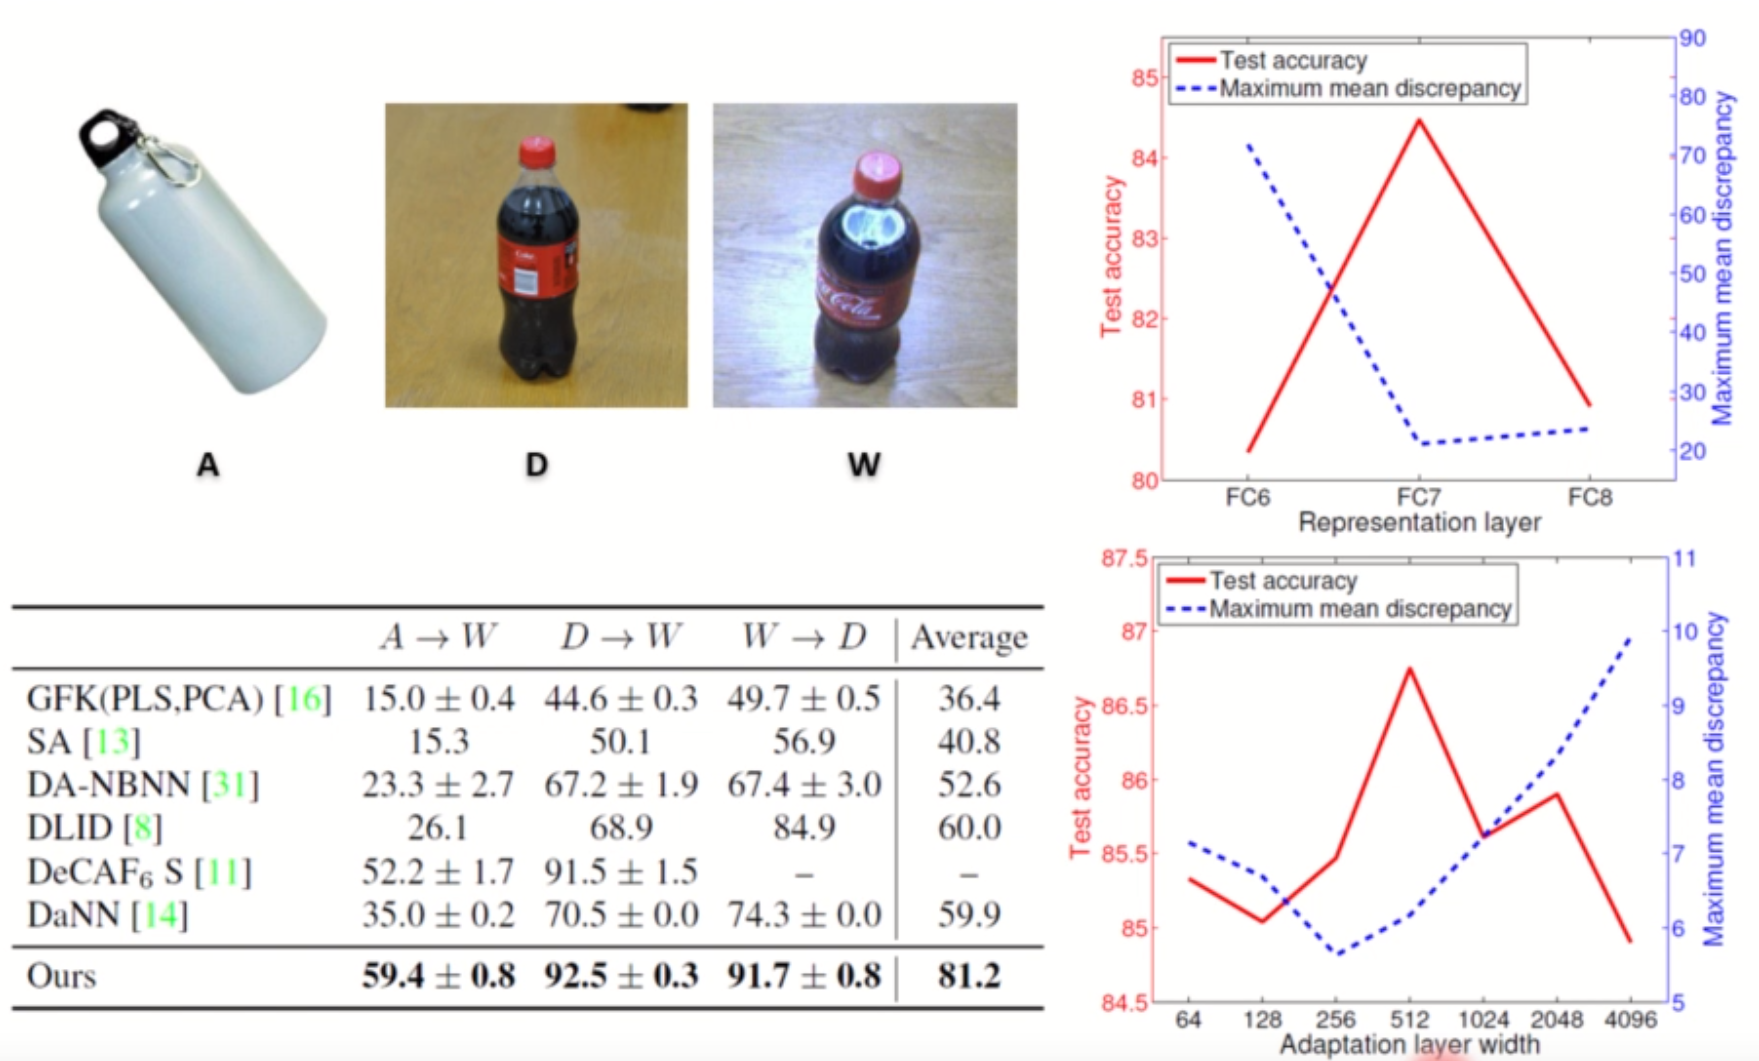 A
D
W
Coca-Cola
A → W D → W W → D Average
GFK(PLS,PCA) [16] 15.0 ± 0.4 44.6 ± 0.3 49.7 ± 0.5 36.4
SA [13] 15.3 50.1 56.9 40.8
DA-NBNN [31] 23.3 ± 2.7 67.2 ± 1.9 67.4 ± 3.0 52.6
DLID [8] 26.1 68.9 84.9 60.0
DeCAF₆ S [11] 52.2 ± 1.7 91.5 ± 1.5 – –
DaNN [14] 35.0 ± 0.2 70.5 ± 0.0 74.3 ± 0.0 59.9
Ours 59.4 ± 0.8 92.5 ± 0.3 91.7 ± 0.8 81.2
Test accuracy
Maximum mean discrepancy
Test accuracy
85
84
83
82
81
80
90
80
70
60
50
40
30
20
Maximum mean discrepancy
FC6 FC7 FC8
Representation layer
Test accuracy
Maximum mean discrepancy
Test accuracy
87.5
87
86.5
86
85.5
85
84.5
11
10
9
8
7
6
5
Maximum mean discrepancy
64 128 256 512 1024 2048 4096
Adaptation layer width